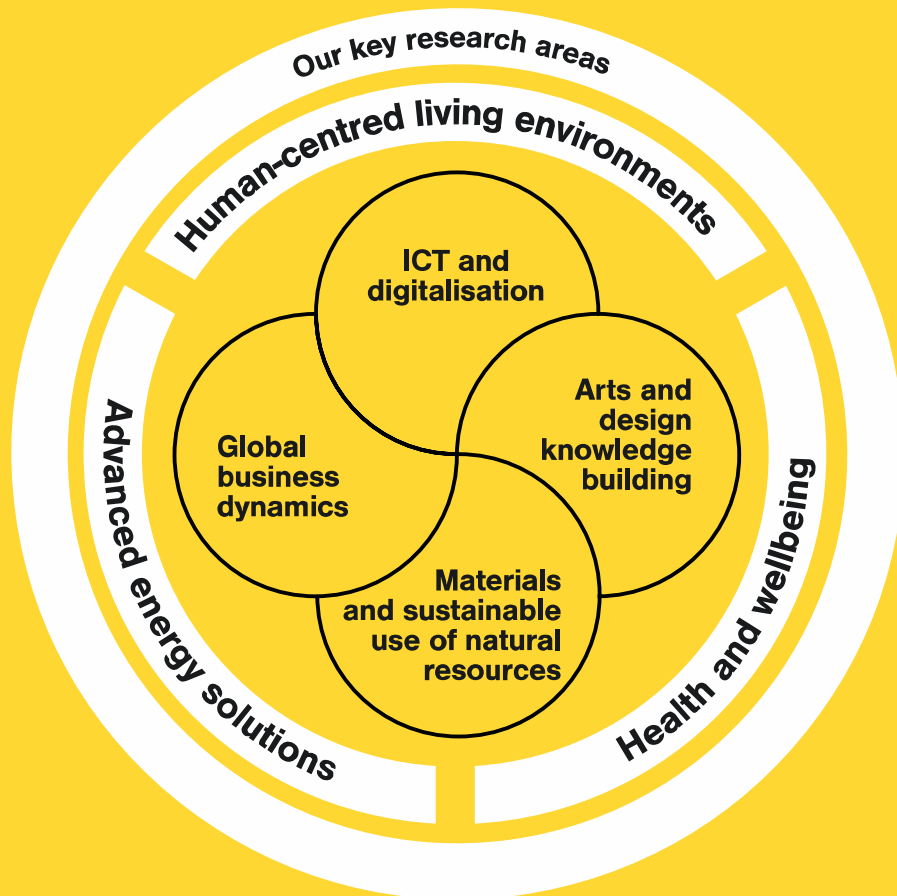 Our key research areas
Human-centred living environments
ICT and
digitalisation
Arts and
design
knowledge
building
Global
business
dynamics
Materials
and sustainable
use of natural
resources
Advanced energy solutions
Health and wellbeing